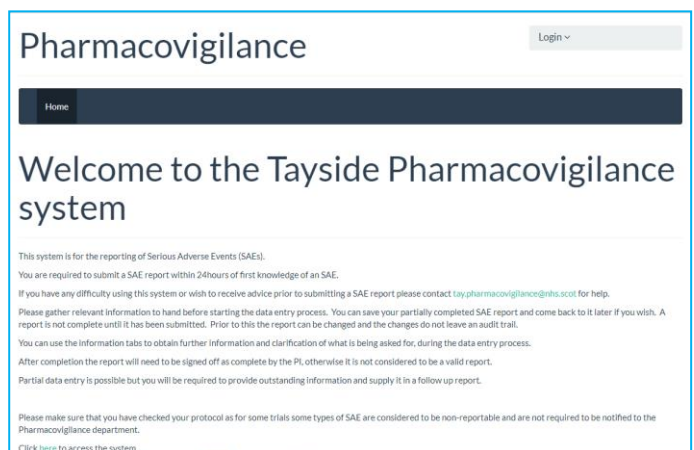 Pharmacovigilance
Login
Home
Welcome to the Tayside Pharmacovigilance
system
This system is for the reporting of Serious Adverse Events (SAEs).
You are required to submit a SAE report within 24hours of first knowledge of an SAE.
If you have any difficulty using this system or wish to receive advice prior to submitting a SAE report please contact tay.pharmacovigilance@nhs.scot for help.
Please gather relevant information to hand before starting the data entry process. You can save your partially completed SAE report and come back to it later if you wish. A
report is not complete until it has been submitted. Prior to this the report can be changed and the changes do not leave an audit trail.
You can use the information tabs to obtain further information and clarification of what is being asked for, during the data entry process.
After completion the report will need to be signed off as complete by the PI, otherwise it is not considered to be a valid report.
Partial data entry is possible but you will be required to provide outstanding information and supply it in a follow up report.
Please make sure that you have checked your protocol as for some trials some types of SAE are considered to be non-reportable and are not required to be notified to the
Pharmacovigilance department.
Click here to access the system